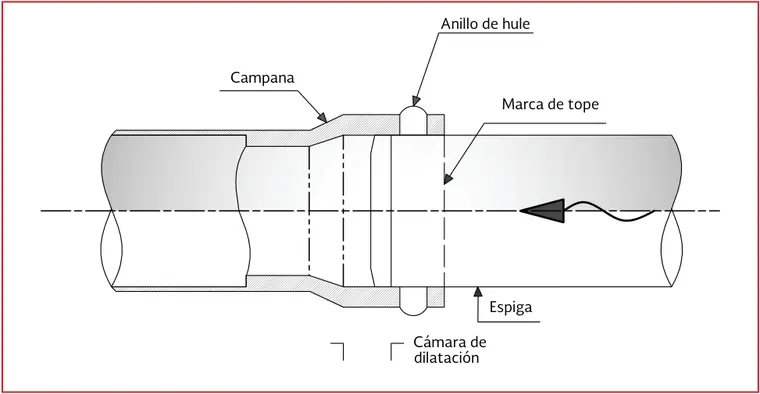 Anillo de hule
Campana
Marca de tope
Espiga
Cámara de
dilatación